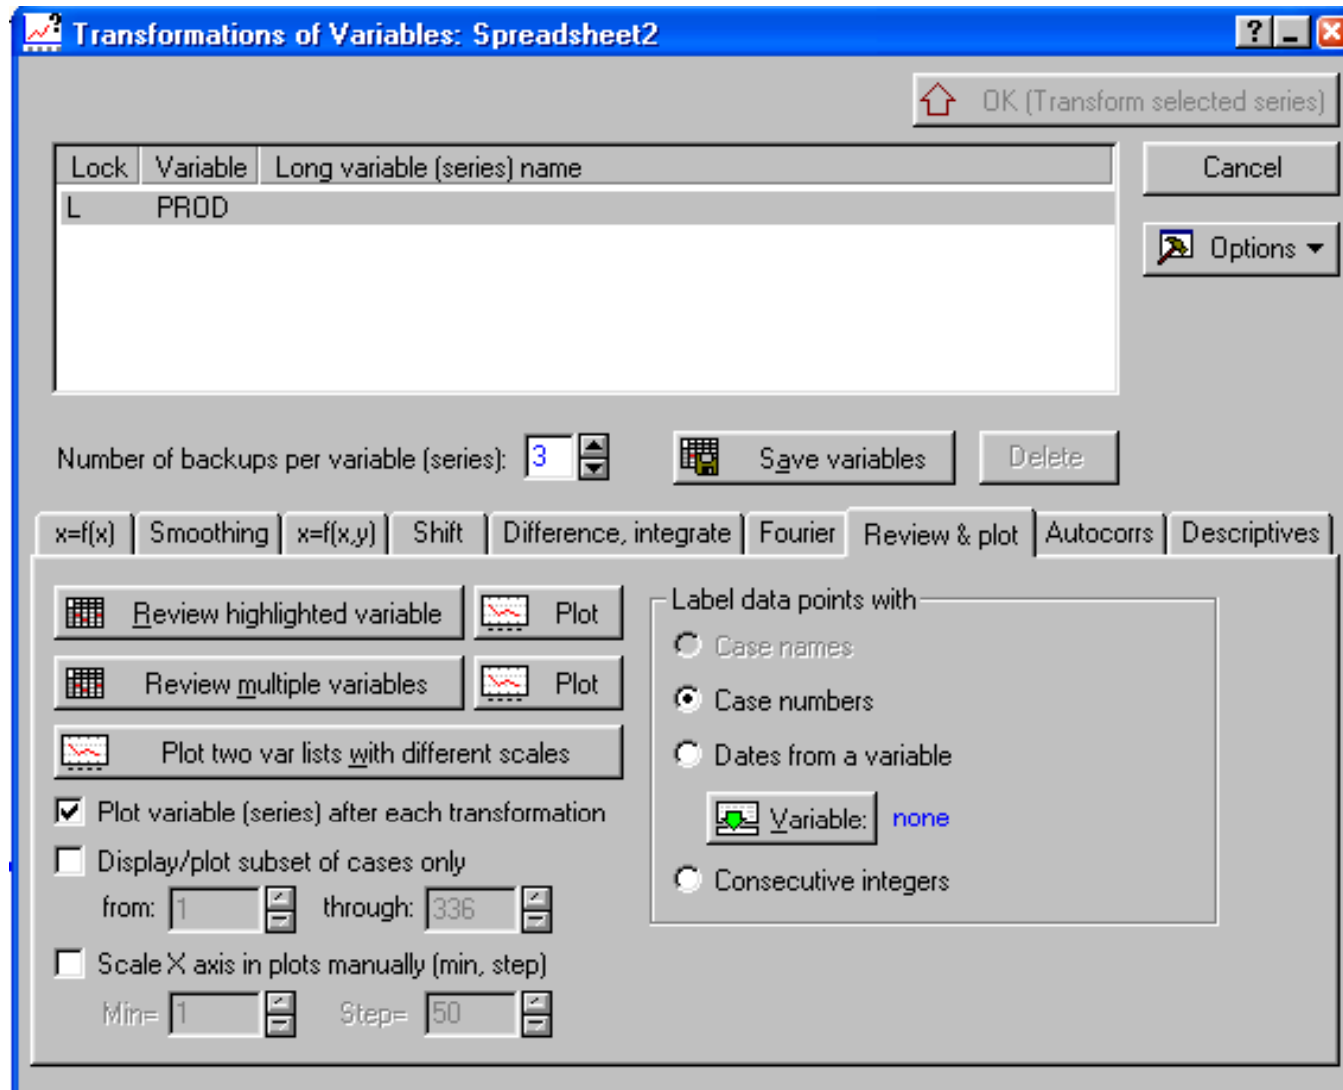 Transformations of Variables: Spreadsheet2
OK (Transform selected series)
Lock Variable Long variable (series) name
L PROD
Cancel
Options
Number of backups per variable (series): 3 Save variables Delete
x=f(x) Smoothing x=f(x,y) Shift Difference, integrate Fourier Review & plot Autocorrs Descriptives
Review highlighted variable Plot
Review multiple variables Plot
Plot two var lists with different scales
Plot variable (series) after each transformation
Display/plot subset of cases only
from: 1 through: 336
Scale X axis in plots manually (min, step)
Min= 1 Step= 50
Label data points with
Case names
Case numbers
Dates from a variable
Variable: none
Consecutive integers